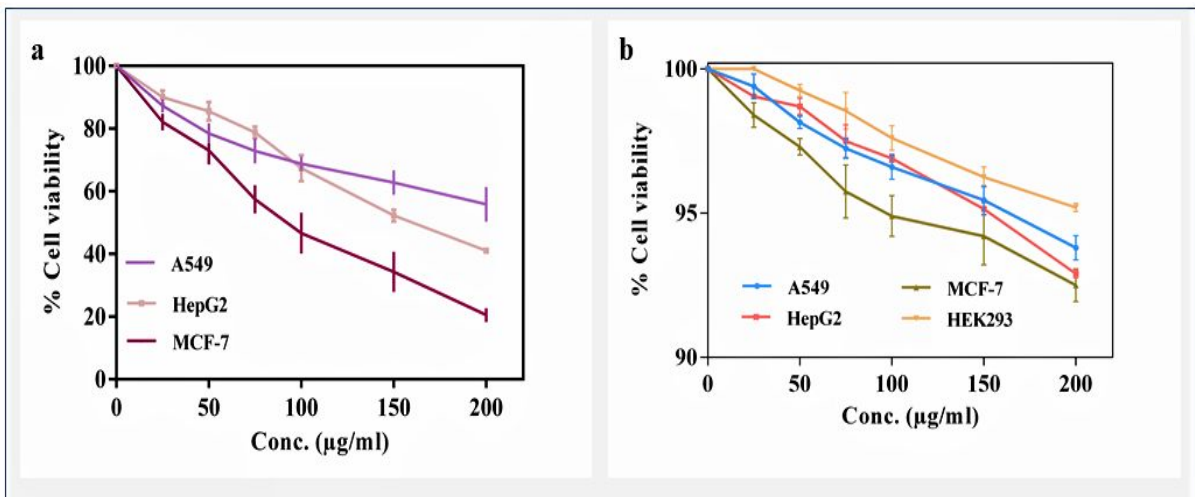 a
100
80
60
40
20
0
% Cell viability
A549
HepG2
MCF-7
0 50 100 150 200
Conc. (µg/ml)
b
100
95
90
% Cell viability
A549 MCF-7
HepG2 HEK293
0 50 100 150 200
Conc. (µg/ml)